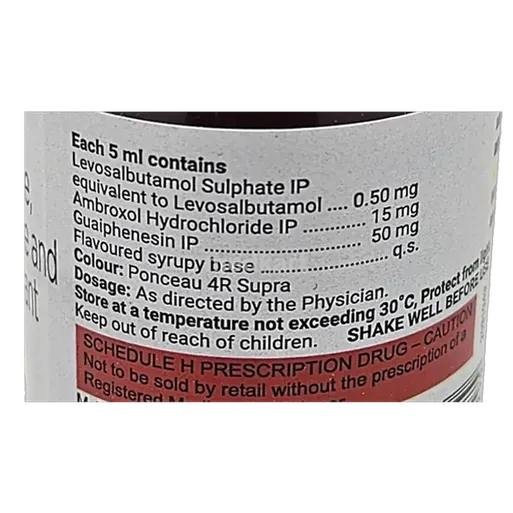 Each 5 ml contains
Levosalbutamol Sulphate IP
equivalent to Levosalbutamol .... 0.50 mg
Ambroxol Hydrochloride IP ........... 15 mg
Guaiphenesin IP ............................ 50 mg
Flavoured syrupy base .................... q.s.
Colour: Ponceau 4R Supra
Dosage: As directed by the Physician.
Store at a temperature not exceeding 30°C, Protect from
Keep out of reach of children. SHAKE WELL BEFORE
SCHEDULE H PRESCRIPTION DRUG – CAUTION
Not to be sold by retail without the prescription of a
Registered
and